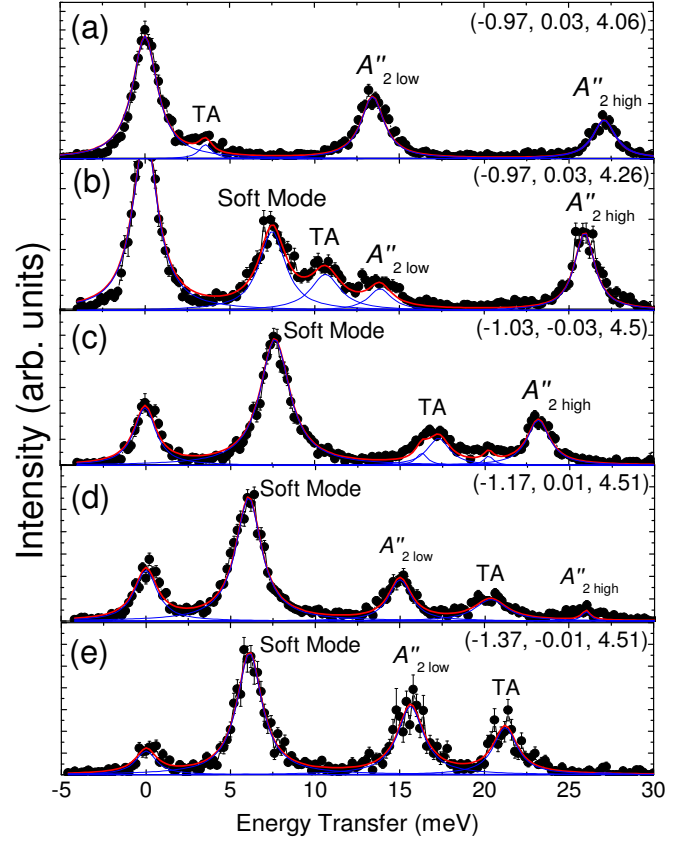 (a)
(-0.97, 0.03, 4.06)
TA
A″2 low
A″2 high
(b)
(-0.97, 0.03, 4.26)
Soft Mode
TA
A″2 low
A″2 high
(c)
Soft Mode
(-1.03, -0.03, 4.5)
TA
A″2 high
(d)
Soft Mode
(-1.17, 0.01, 4.51)
A″2 low
TA
A″2 high
(e)
Soft Mode
(-1.37, -0.01, 4.51)
A″2 low
TA
-5 0 5 10 15 20 25 30
Energy Transfer (meV)
Intensity (arb. units)